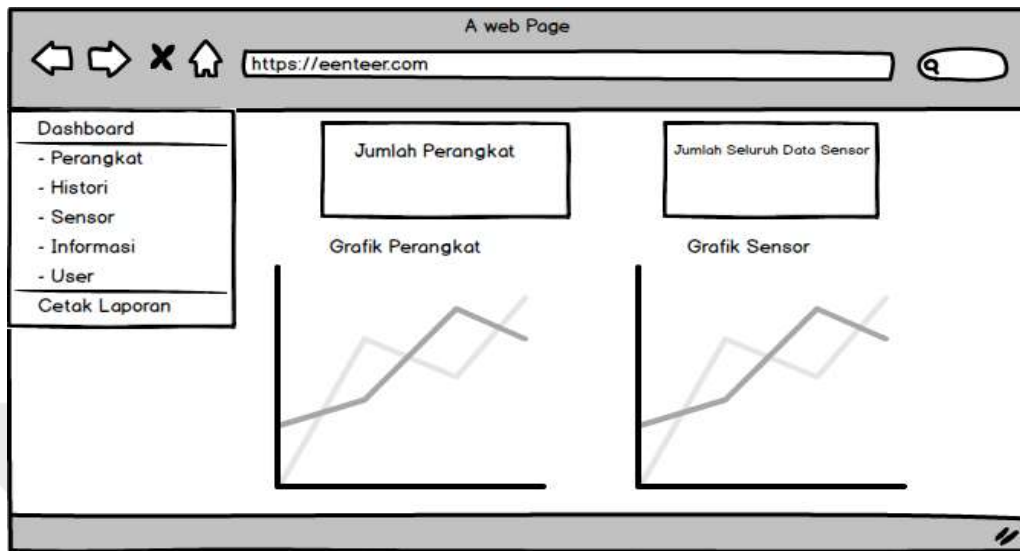 A web Page
https://eenteer.com
Dashboard
- Perangkat
- Histori
- Sensor
- Informasi
- User
Cetak Laporan
Jumlah Perangkat
Jumlah Seluruh Data Sensor
Grafik Perangkat
Grafik Sensor